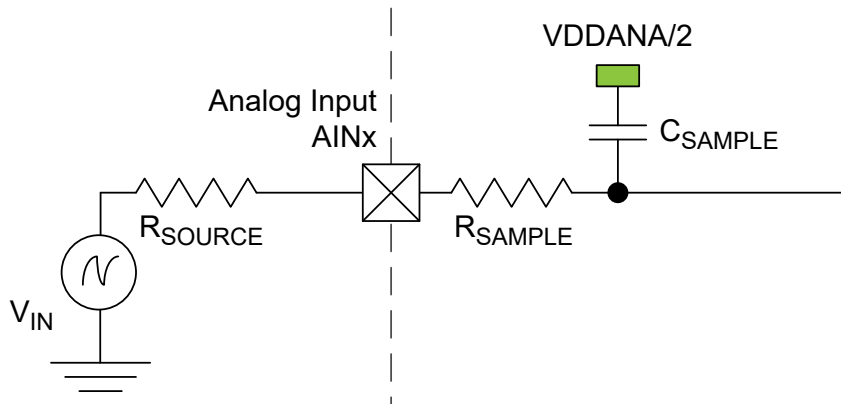 VDDANA/2
Analog Input
AINx
CSAMPLE
RSOURCE
RSAMPLE
VIN